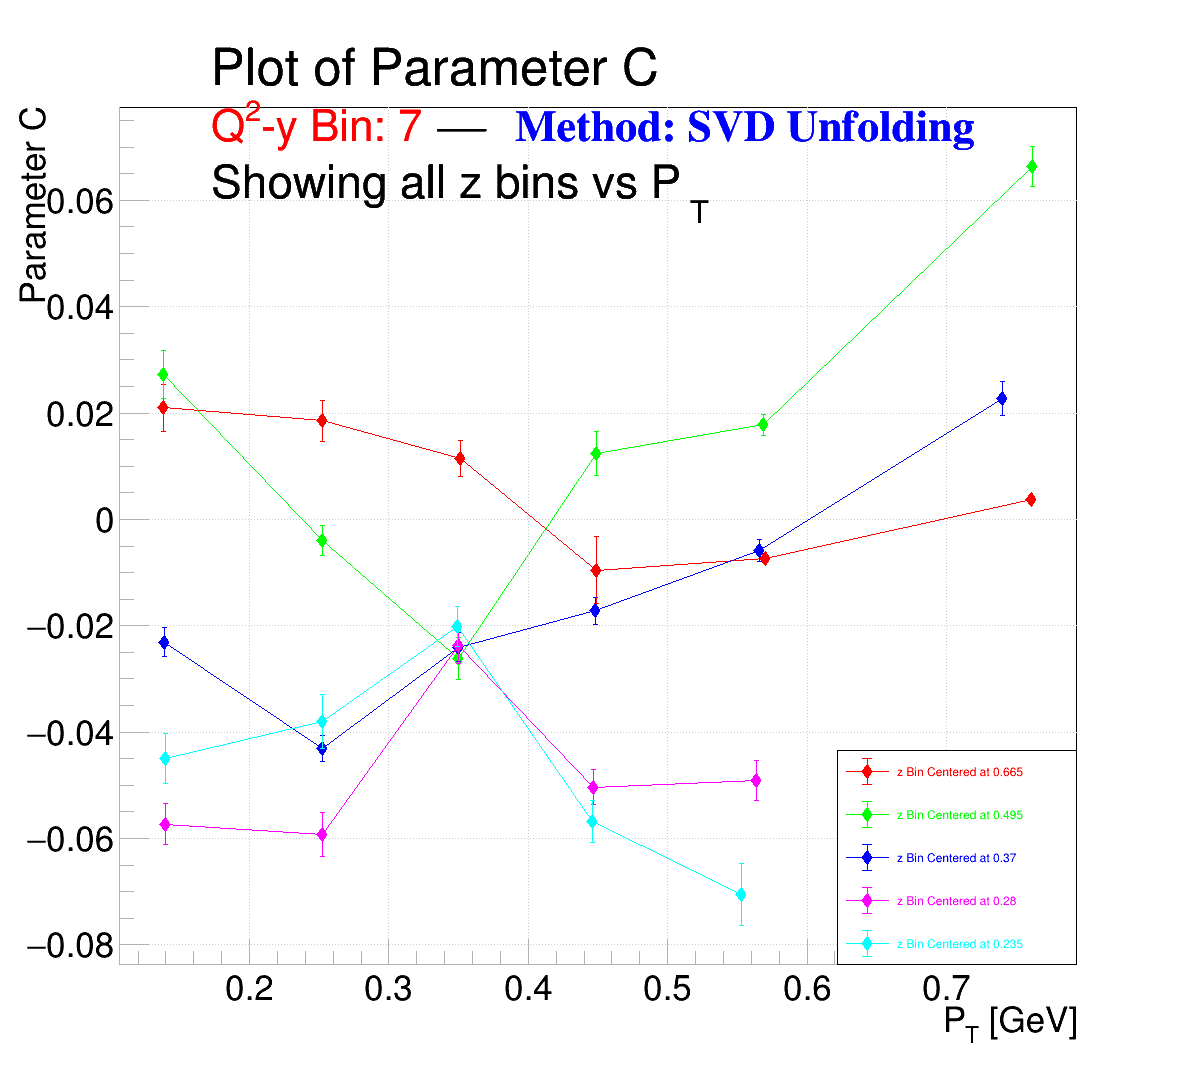 Plot of Parameter C
Q²-y Bin: 7 — Method: SVD Unfolding
Showing all z bins vs P_T
Parameter C
0.06
0.04
0.02
0
−0.02
−0.04
−0.06
−0.08
z Bin Centered at 0.665
z Bin Centered at 0.495
z Bin Centered at 0.37
z Bin Centered at 0.28
z Bin Centered at 0.235
0.2 0.3 0.4 0.5 0.6 0.7
P_T [GeV]